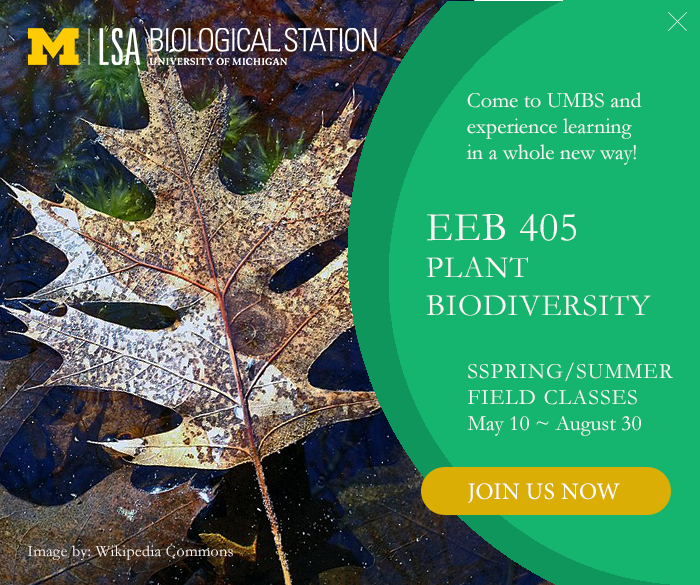 M LSA BIOLOGICAL STATION
UNIVERSITY OF MICHIGAN
Come to UMBS and
experience learning
in a whole new way!
EEB 405
PLANT
BIODIVERSITY
SSPRING/SUMMER
FIELD CLASSES
May 10 ~ August 30
JOIN US NOW
Image by: Wikipedia Commons